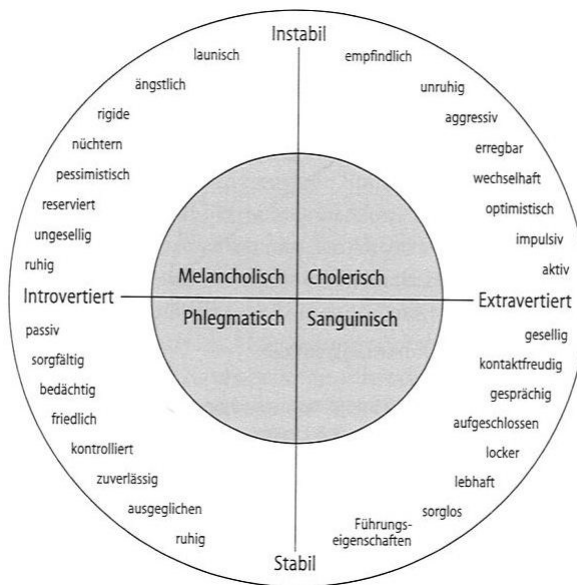 Instabil
launisch
ängstlich
rigide
nüchtern
pessimistisch
reserviert
ungesellig
ruhig
empfindlich
unruhig
aggressiv
erregbar
wechselhaft
optimistisch
impulsiv
aktiv
Melancholisch
Cholerisch
Introvertiert
Extravertiert
Phlegmatisch
Sanguinisch
passiv
sorgfältig
bedächtig
friedlich
kontrolliert
zuverlässig
ausgeglichen
ruhig
gesellig
kontaktfreudig
gesprächig
aufgeschlossen
locker
lebhaft
sorglos
Führungs-
eigenschaften
Stabil